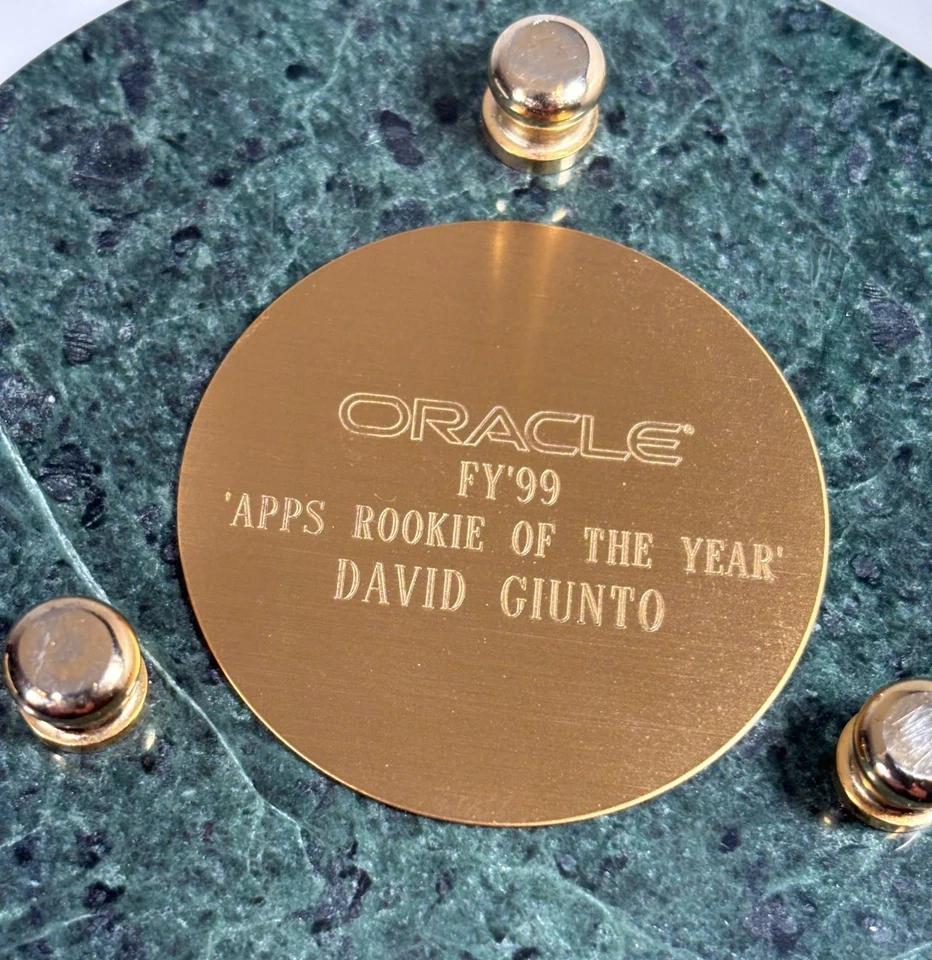 ORACLE®
FY'99
'APPS ROOKIE OF THE YEAR'
DAVID GIUNTO